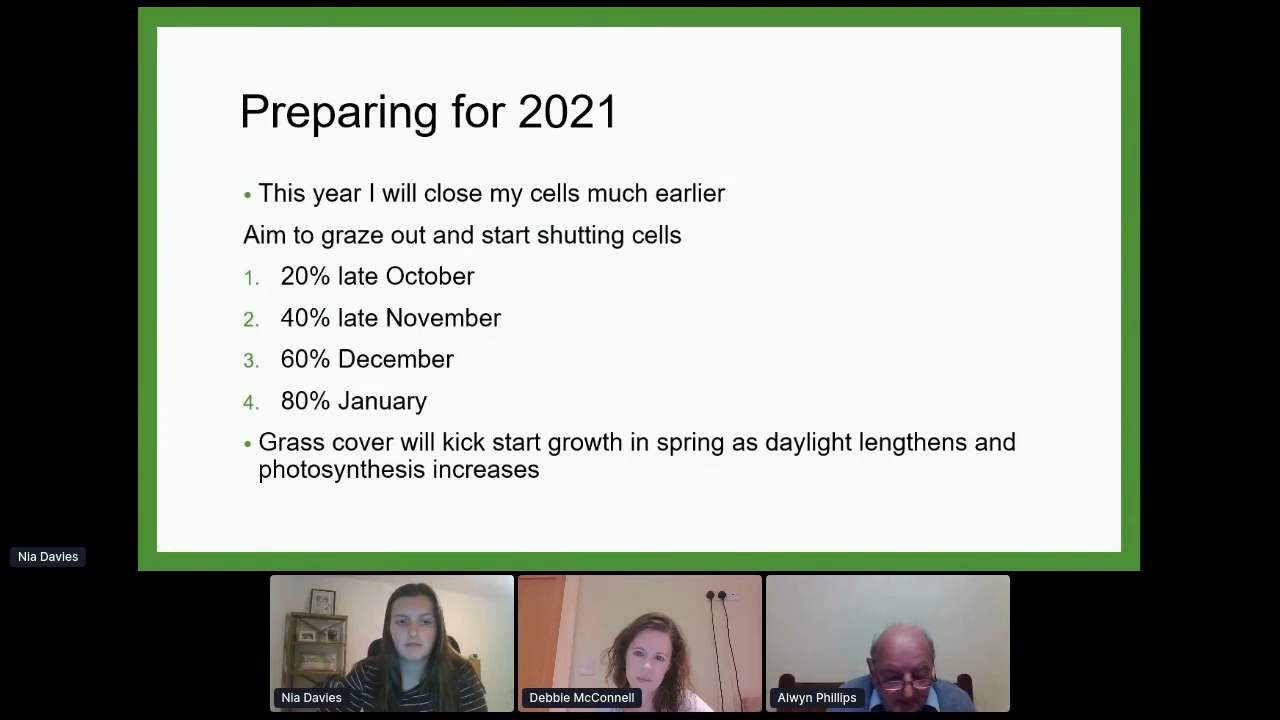 Preparing for 2021
• This year I will close my cells much earlier
Aim to graze out and start shutting cells
1. 20% late October
2. 40% late November
3. 60% December
4. 80% January
• Grass cover will kick start growth in spring as daylight lengthens and
photosynthesis increases
Nia Davies
Nia Davies
Debbie McConnell
Alwyn Phillips